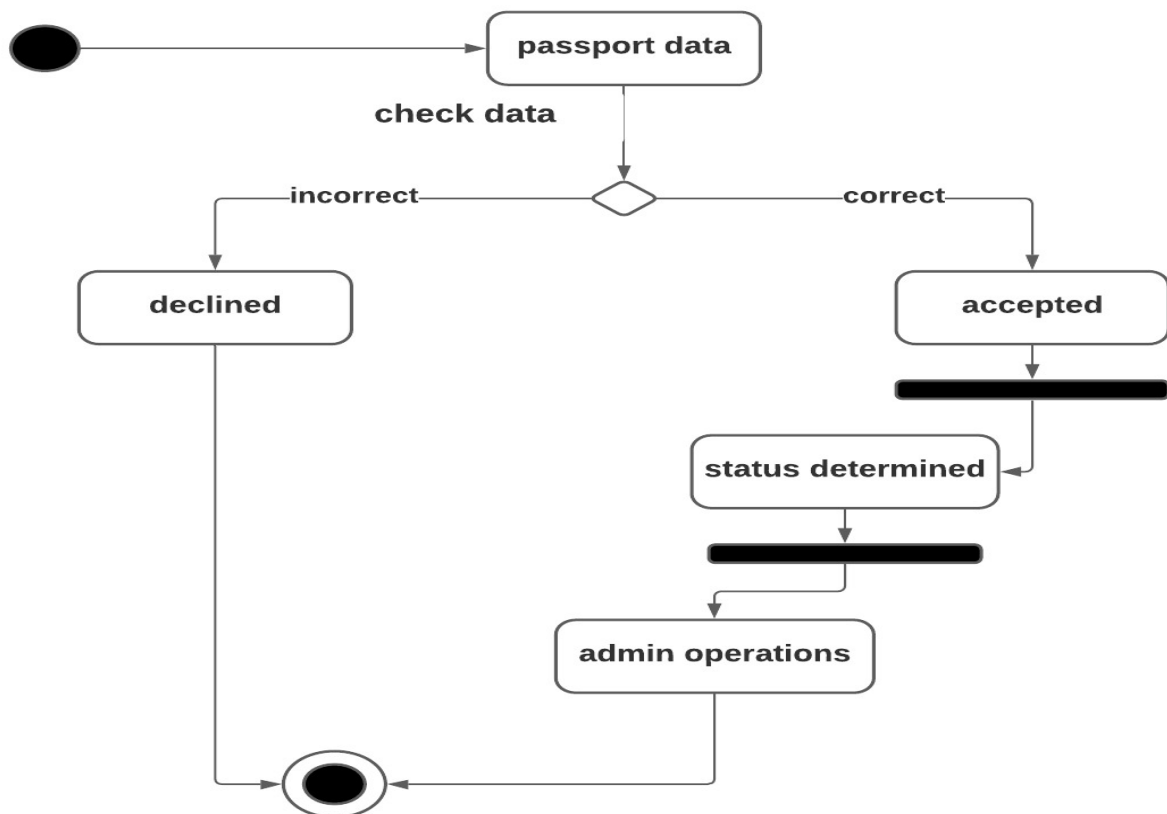 passport data
check data
incorrect
correct
declined
accepted
status determined
admin operations